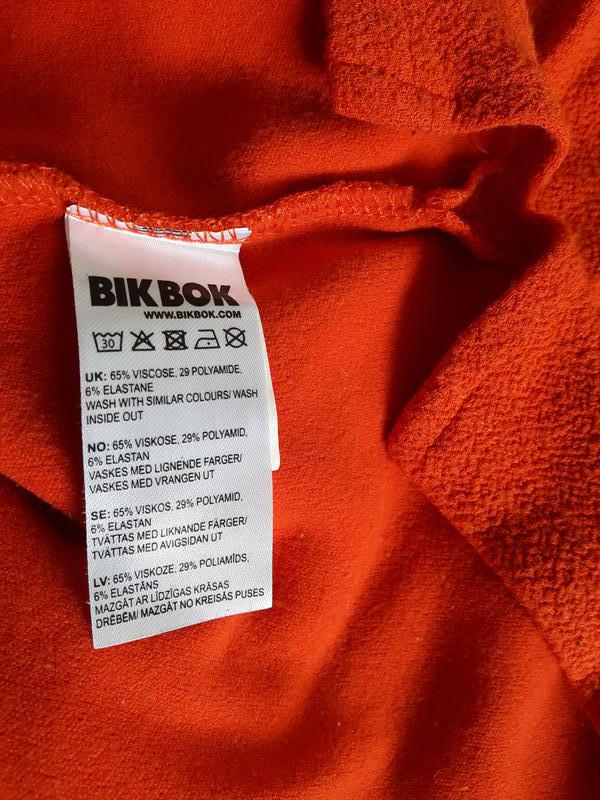 BIK BOK
WWW.BIKBOK.COM
30
UK: 65% VISCOSE, 29 POLYAMIDE,
6% ELASTANE
WASH WITH SIMILAR COLOURS/ WASH
INSIDE OUT
NO: 65% VISKOSE, 29% POLYAMID,
6% ELASTAN
VASKES MED LIGNENDE FARGER/
VASKES MED VRANGEN UT
SE: 65% VISKOS, 29% POLYAMID,
6% ELASTAN
TVÄTTAS MED LIKNANDE FÄRGER/
TVÄTTAS MED AVIGSIDAN UT
LV: 65% VISKOZE, 29% POLIAMĪDS,
6% ELASTĀNS
MAZGĀT AR LĪDZĪGAS KRĀSAS
DRĒBĒM/ MAZGĀT NO KREISĀS PUSES